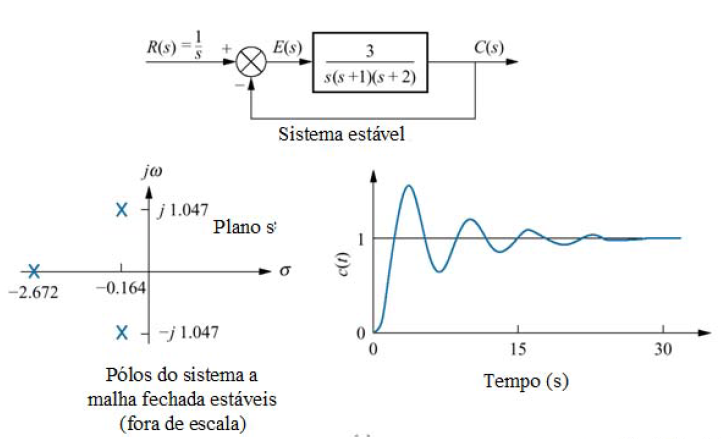 R(s) = 1/s
+
E(s)
3
s(s+1)(s+2)
C(s)
−
Sistema estável
jω
j 1.047
Plano s
σ
−2.672
−0.164
−j 1.047
Pólos do sistema a
malha fechada estáveis
(fora de escala)
c(t)
1
0
0
15
30
Tempo (s)